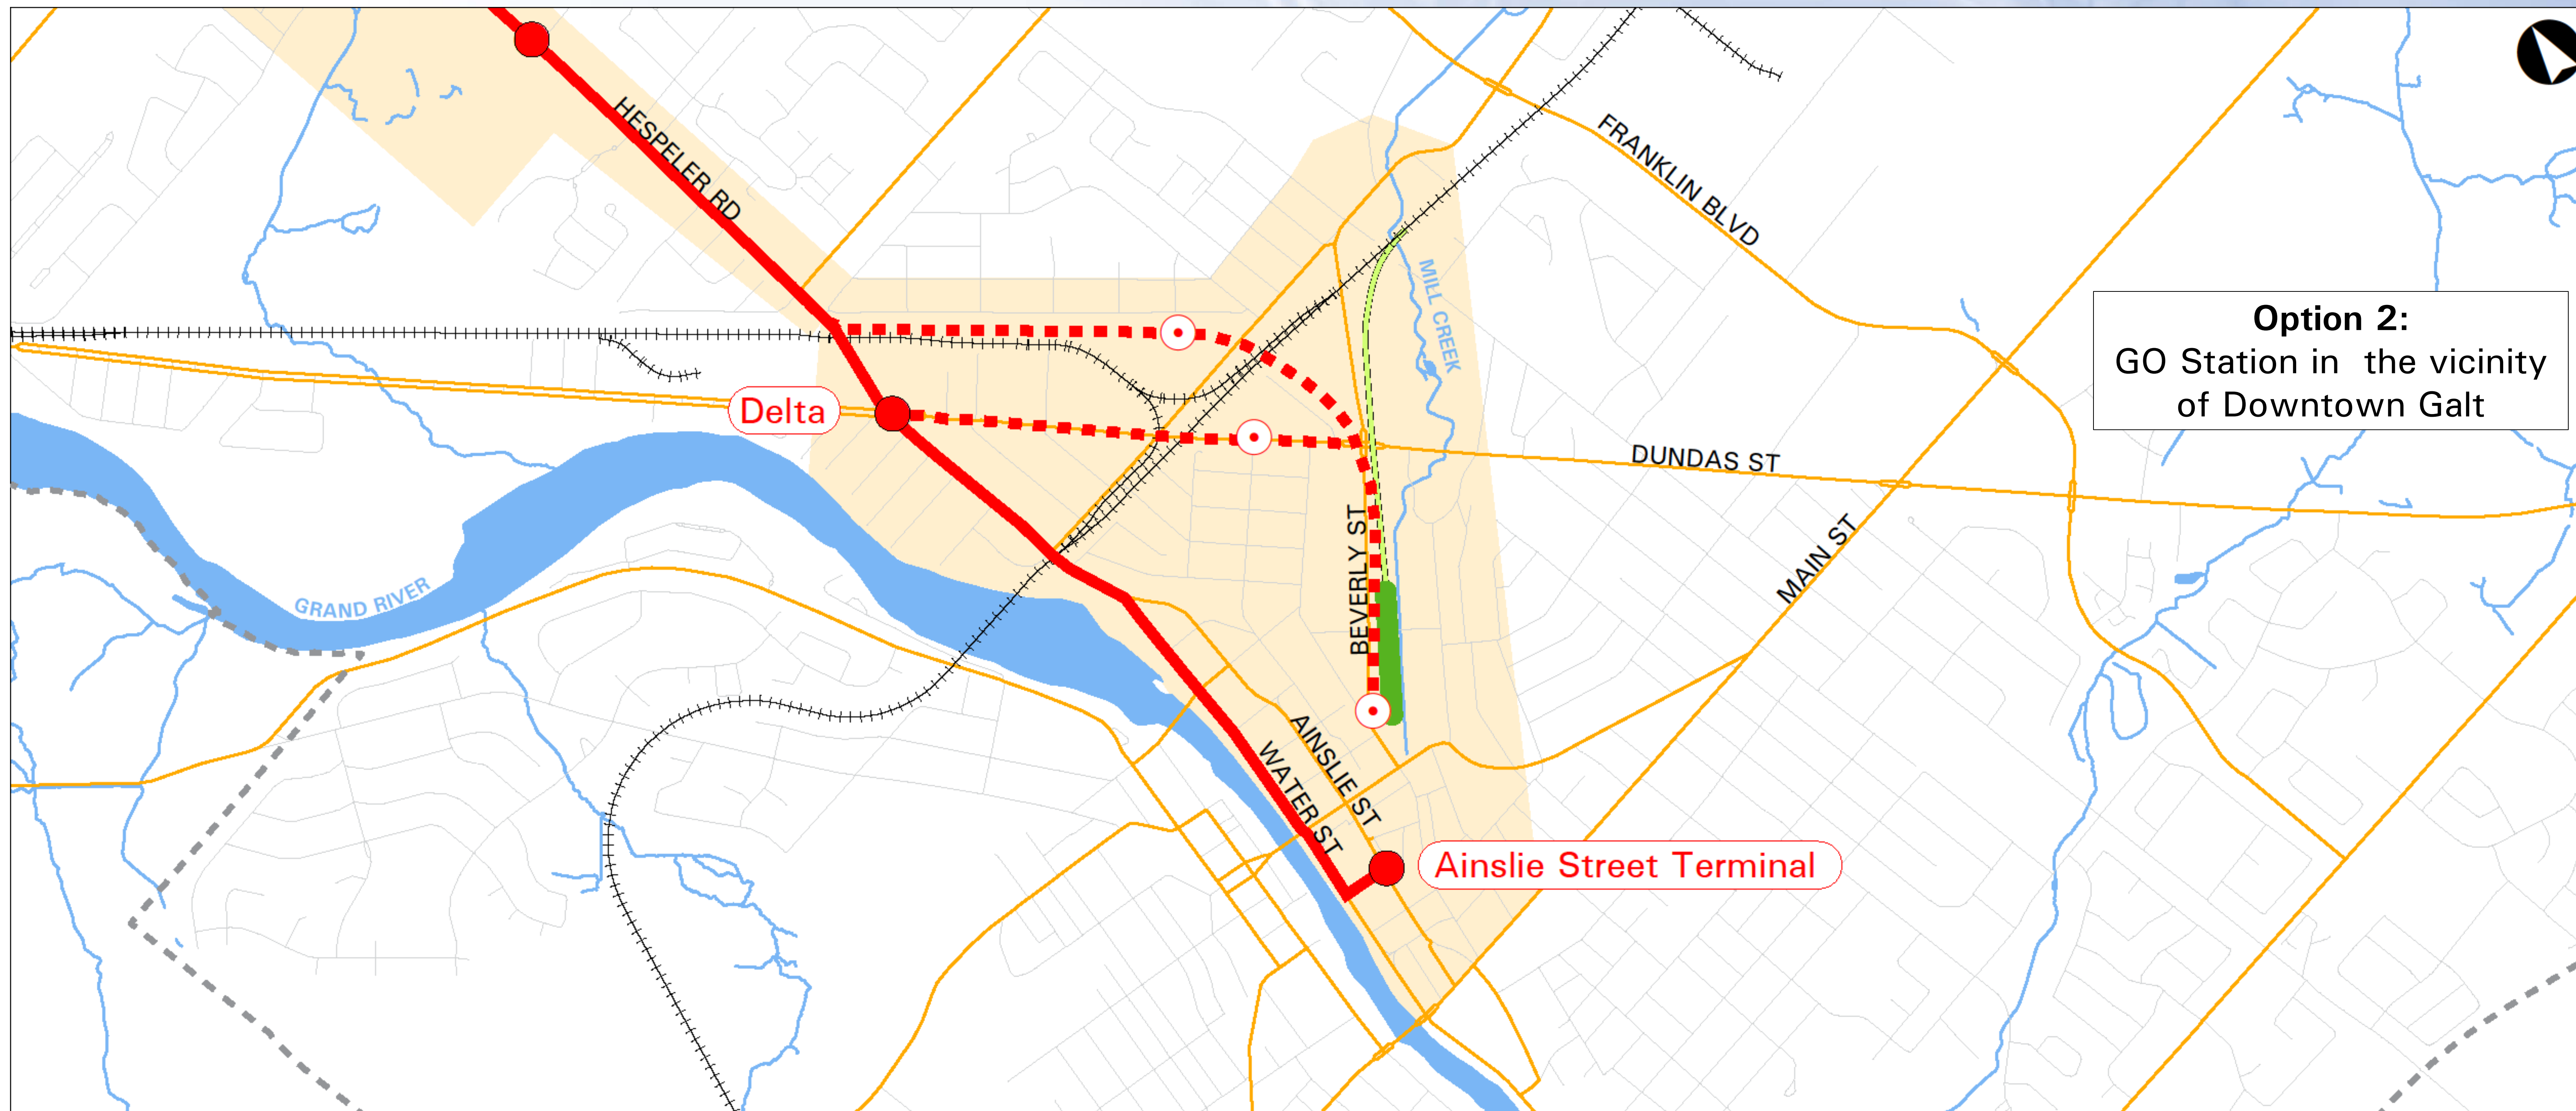 HESPELER RD
FRANKLIN BLVD
MILL CREEK
Option 2:
GO Station in the vicinity
of Downtown Galt
Delta
DUNDAS ST
BEVERLY ST
MAIN ST
GRAND RIVER
AINSLIE ST
WATER ST
Ainslie Street Terminal